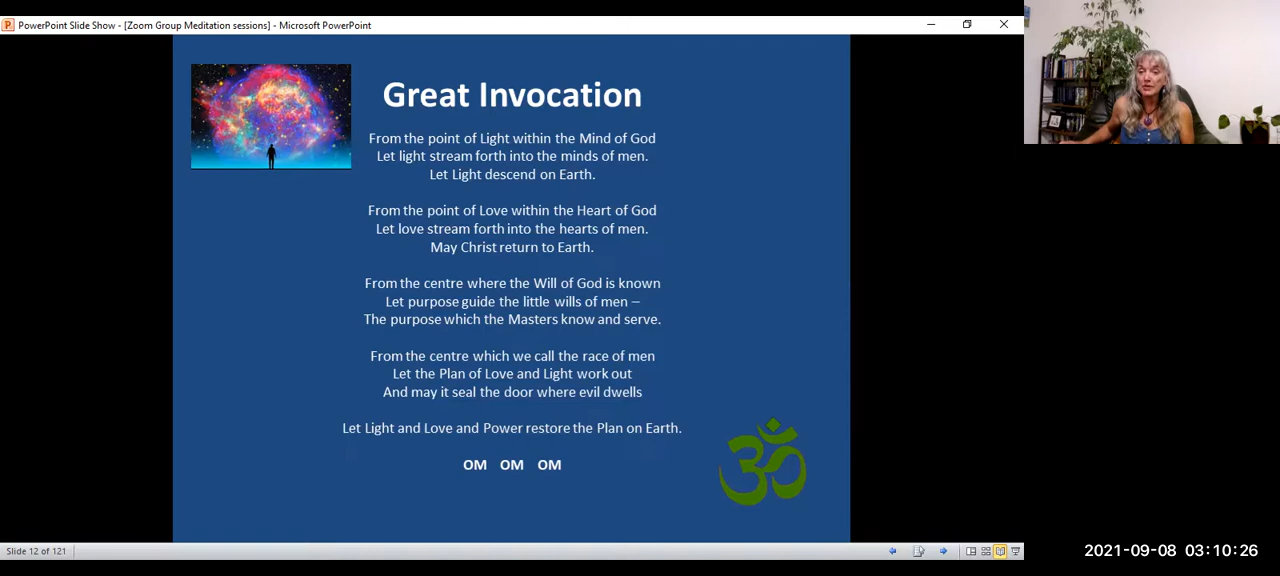 PowerPoint Slide Show - [Zoom Group Meditation sessions] - Microsoft PowerPoint
Great Invocation
From the point of Light within the Mind of God
Let light stream forth into the minds of men.
Let Light descend on Earth.
From the point of Love within the Heart of God
Let love stream forth into the hearts of men.
May Christ return to Earth.
From the centre where the Will of God is known
Let purpose guide the little wills of men –
The purpose which the Masters know and serve.
From the centre which we call the race of men
Let the Plan of Love and Light work out
And may it seal the door where evil dwells
Let Light and Love and Power restore the Plan on Earth.
OM OM OM
ॐ
Slide 12 of 121
2021-09-08 03:10:26